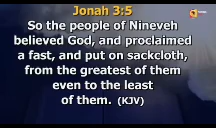 Jonah 3:5
So the people of Nineveh
believed God, and proclaimed
a fast, and put on sackcloth,
from the greatest of them
even to the least
of them. (KJV)